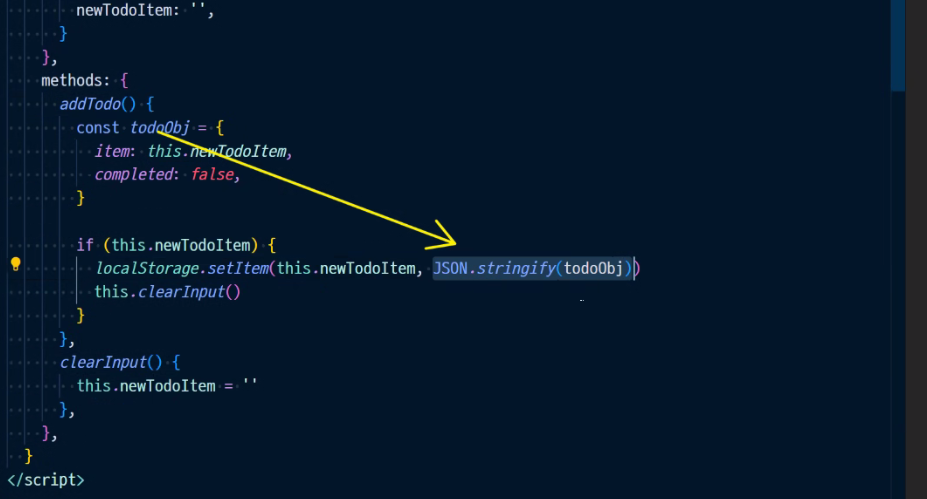 newTodoItem: '',
}
},
methods: {
addTodo() {
const todoObj = {
item: this.newTodoItem,
completed: false,
}
if (this.newTodoItem) {
localStorage.setItem(this.newTodoItem, JSON.stringify(todoObj))
this.clearInput()
}
},
clearInput() {
this.newTodoItem = ''
},
},
}
</script>